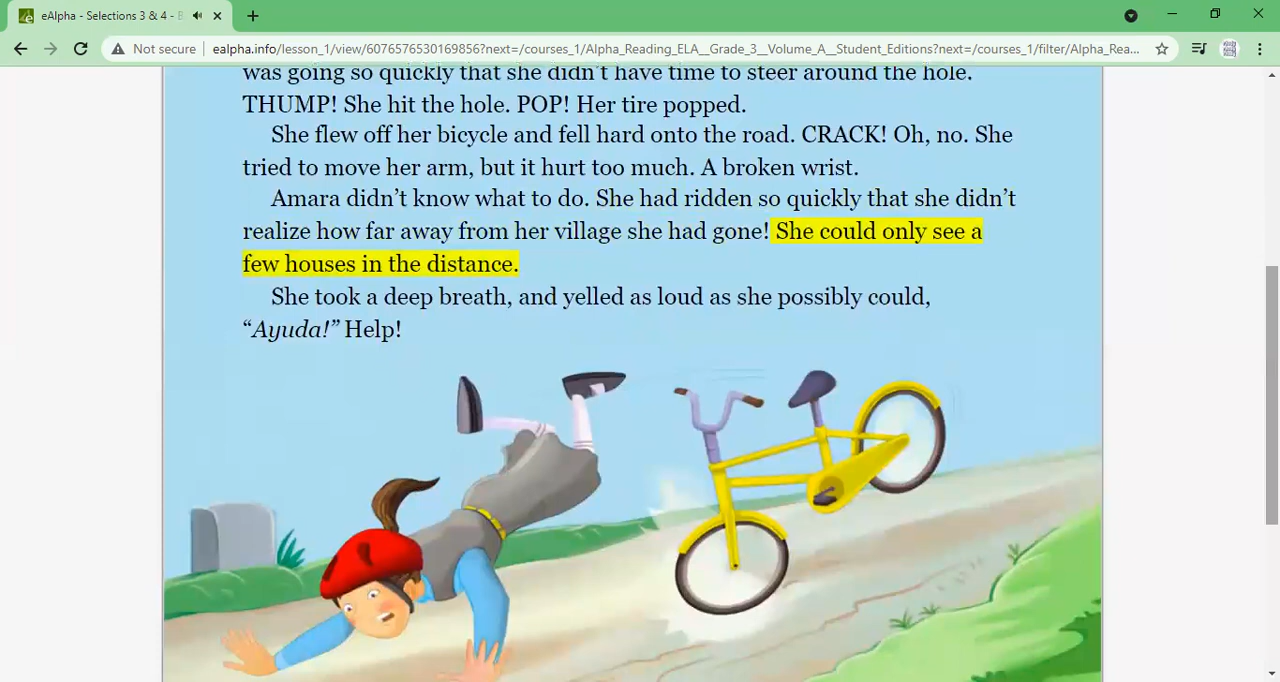 eAlpha - Selections 3 & 4 - B
Not secure
ealpha.info/lesson_1/view/6076576530169856?next=/courses_1/Alpha_Reading_ELA__Grade_3__Volume_A__Student_Editions?next=/courses_1/filter/Alpha_Rea...
was going so quickly that she didn't have time to steer around the hole.
THUMP! She hit the hole. POP! Her tire popped.
She flew off her bicycle and fell hard onto the road. CRACK! Oh, no. She
tried to move her arm, but it hurt too much. A broken wrist.
Amara didn't know what to do. She had ridden so quickly that she didn't
realize how far away from her village she had gone! She could only see a
few houses in the distance.
She took a deep breath, and yelled as loud as she possibly could,
“Ayuda!” Help!